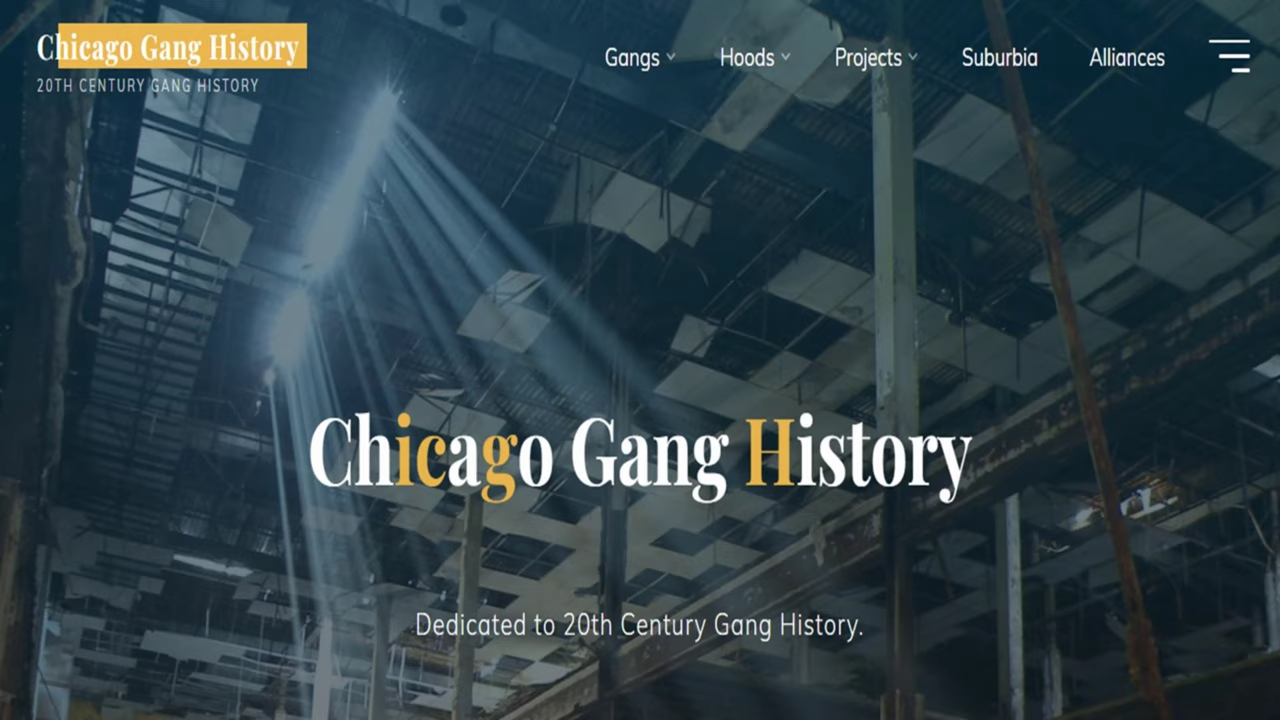 Chicago Gang History
20TH CENTURY GANG HISTORY
Gangs Hoods Projects Suburbia Alliances
Chicago Gang History
Dedicated to 20th Century Gang History.